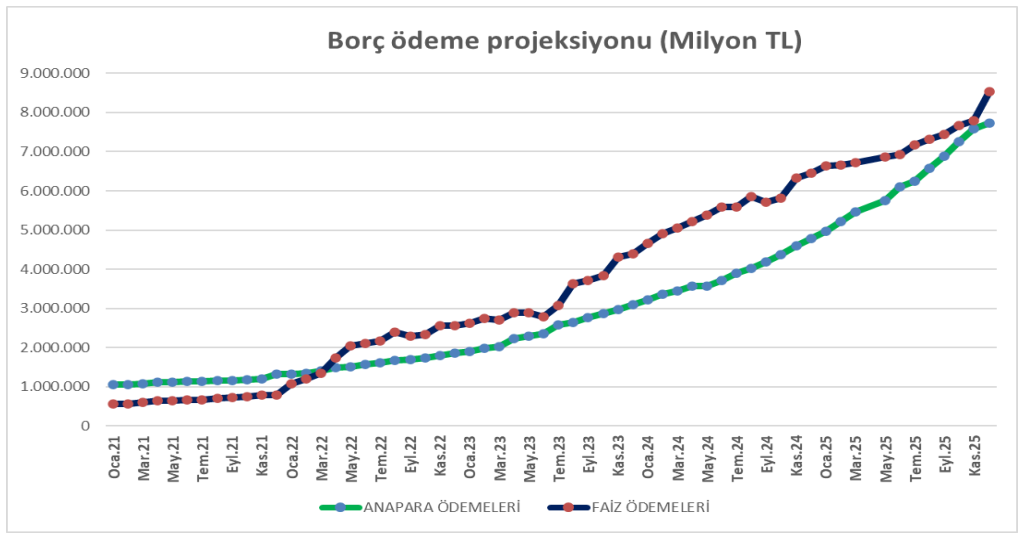 Borç ödeme projeksiyonu (Milyon TL)
9.000.000
8.000.000
7.000.000
6.000.000
5.000.000
4.000.000
3.000.000
2.000.000
1.000.000
0
Oca.21
Mar.21
May.21
Tem.21
Eyl.21
Kas.21
Oca.22
Mar.22
May.22
Tem.22
Eyl.22
Kas.22
Oca.23
Mar.23
May.23
Tem.23
Eyl.23
Kas.23
Oca.24
Mar.24
May.24
Tem.24
Eyl.24
Kas.24
Oca.25
Mar.25
May.25
Tem.25
Eyl.25
Kas.25
ANAPARA ÖDEMELERİ
FAİZ ÖDEMELERİ